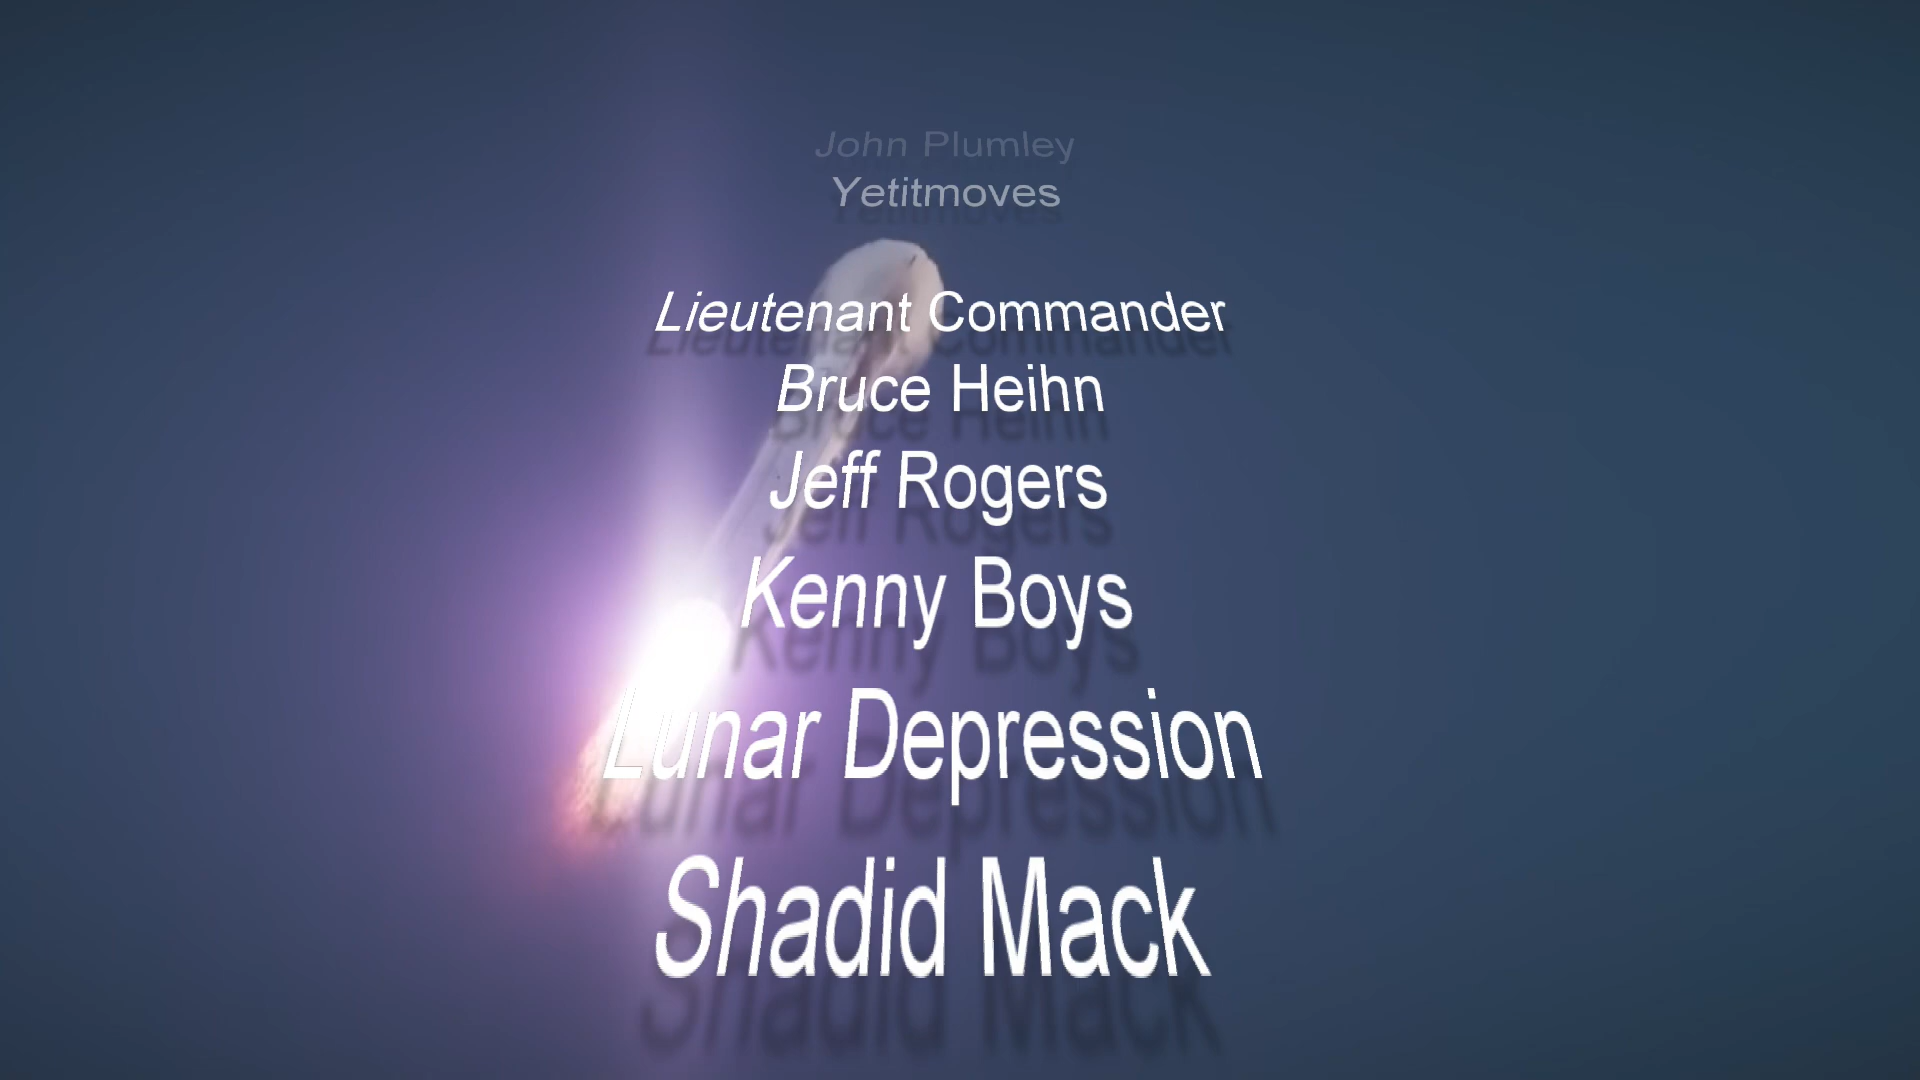 John Plumley
Yetitmoves
Lieutenant Commander
Bruce Heihn
Jeff Rogers
Kenny Boys
Lunar Depression
Shadid Mack